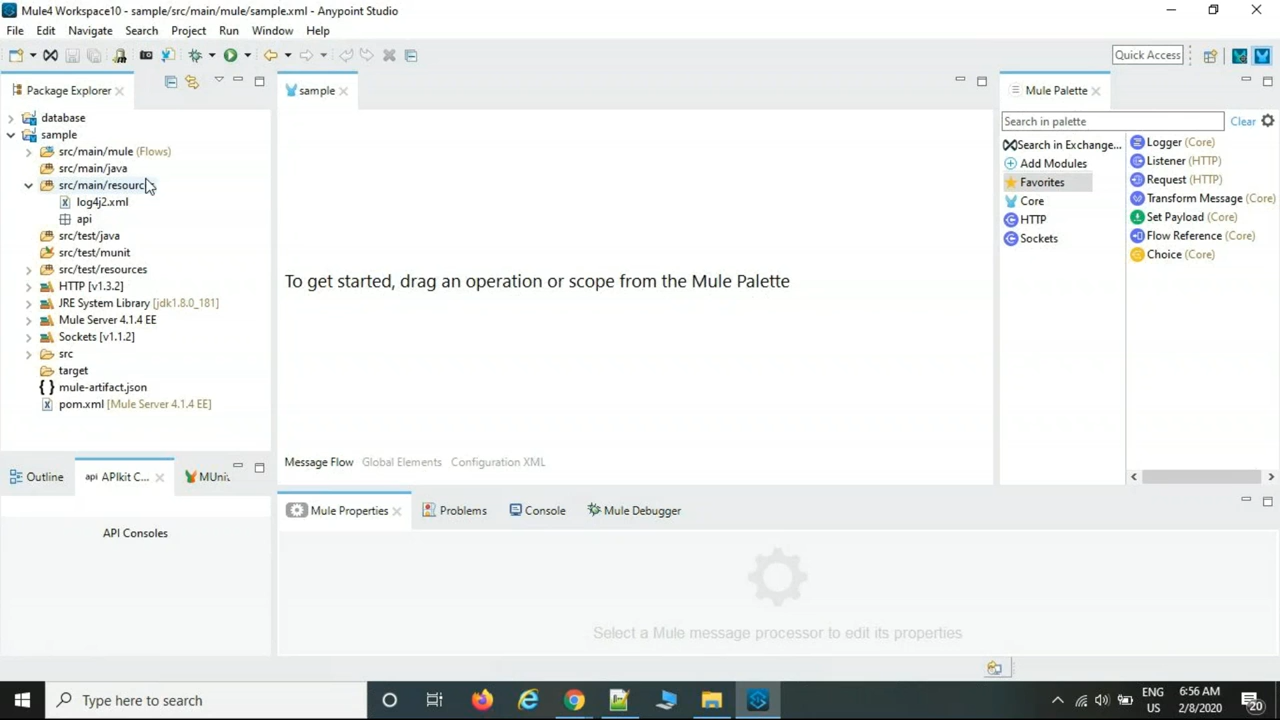 Mule4 Workspace10 - sample/src/main/mule/sample.xml - Anypoint Studio
File Edit Navigate Search Project Run Window Help
Quick Access
Package Explorer
database
sample
src/main/mule (Flows)
src/main/java
src/main/resourc
log4j2.xml
api
src/test/java
src/test/munit
src/test/resources
HTTP [v1.3.2]
JRE System Library [jdk1.8.0_181]
Mule Server 4.1.4 EE
Sockets [v1.1.2]
src
target
mule-artifact.json
pom.xml [Mule Server 4.1.4 EE]
sample
To get started, drag an operation or scope from the Mule Palette
Message Flow Global Elements Configuration XML
Mule Palette
Search in palette
Clear
Search in Exchange...
Add Modules
Favorites
Core
HTTP
Sockets
Logger (Core)
Listener (HTTP)
Request (HTTP)
Transform Message (Core)
Set Payload (Core)
Flow Reference (Core)
Choice (Core)
Outline api APIkit C... MUni
API Consoles
Mule Properties Problems Console Mule Debugger
Select a Mule message processor to edit its properties
Type here to search
ENG
US
6:56 AM
2/8/2020
20